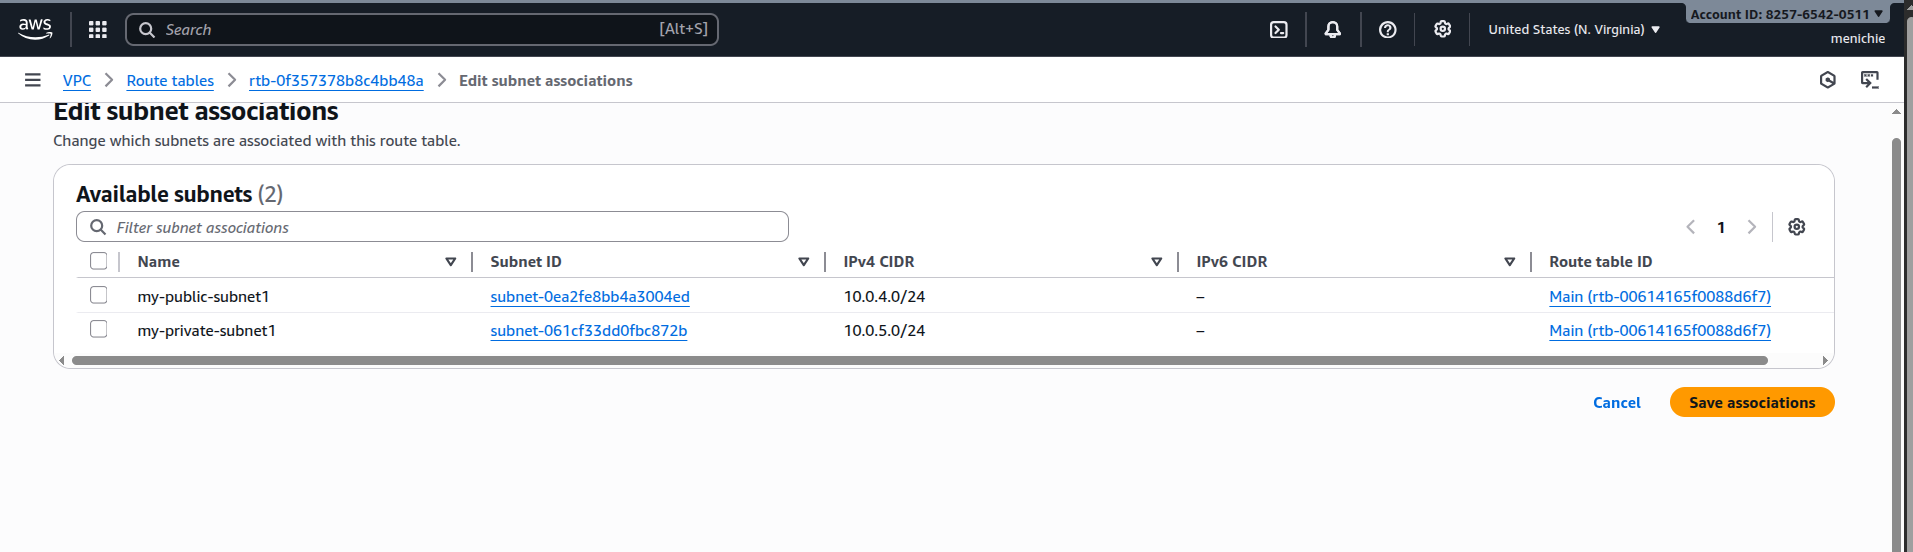 aws
Search [Alt+S]
United States (N. Virginia)
Account ID: 8257-6542-0511
menichie
VPC > Route tables > rtb-0f357378b8c4bb48a > Edit subnet associations
Edit subnet associations
Change which subnets are associated with this route table.
Available subnets (2)
Filter subnet associations
1
Name Subnet ID IPv4 CIDR IPv6 CIDR Route table ID
my-public-subnet1 subnet-0ea2fe8bb4a3004ed 10.0.4.0/24 – Main (rtb-00614165f0088d6f7)
my-private-subnet1 subnet-061cf33dd0fbc872b 10.0.5.0/24 – Main (rtb-00614165f0088d6f7)
Cancel Save associations